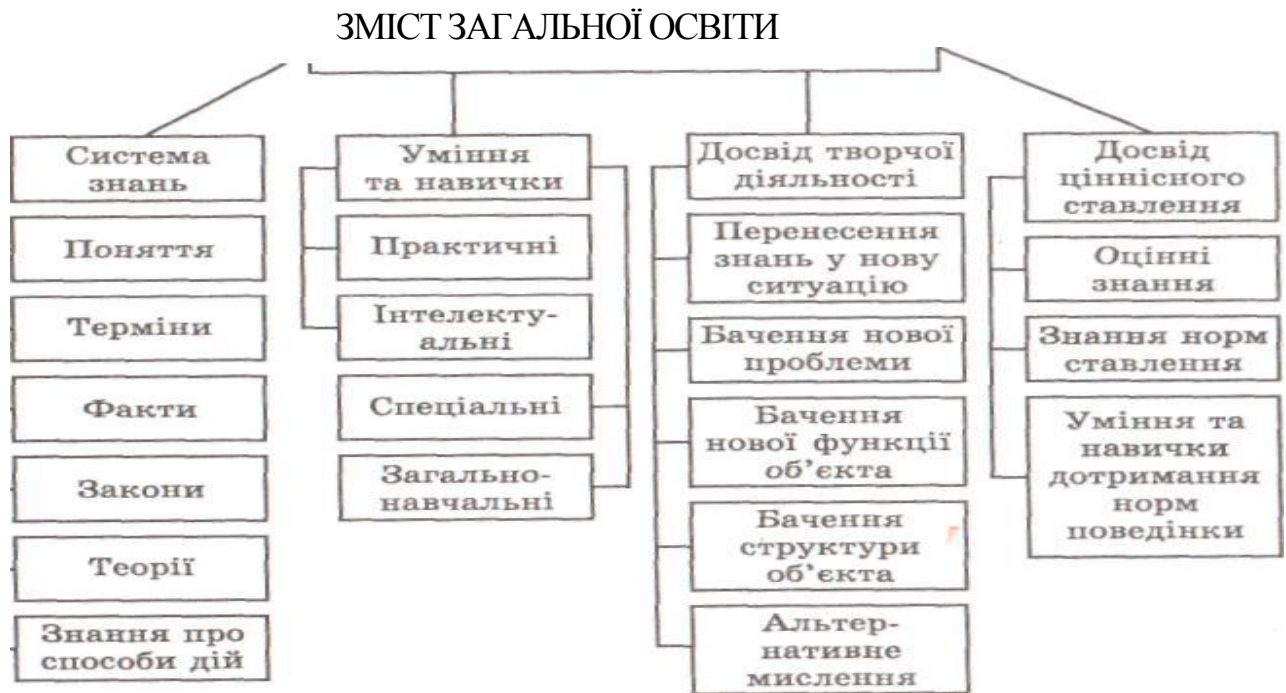 ЗМІСТ ЗАГАЛЬНОЇ ОСВІТИ
Система
знань
Поняття
Терміни
Факти
Закони
Теорії
Знання про
способи дій
Уміння
та навички
Практичні
Інтелекту-
альні
Спеціальні
Загально-
навчальні
Досвід творчої
діяльності
Перенесення
знань у нову
ситуацію
Бачення нової
проблеми
Бачення
нової функції
об’єкта
Бачення
структури
об’єкта
Альтер-
нативне
мислення
Досвід
ціннісного
ставлення
Оцінні
знання
Знання норм
ставлення
Уміння та
навички
дотримання
норм
поведінки